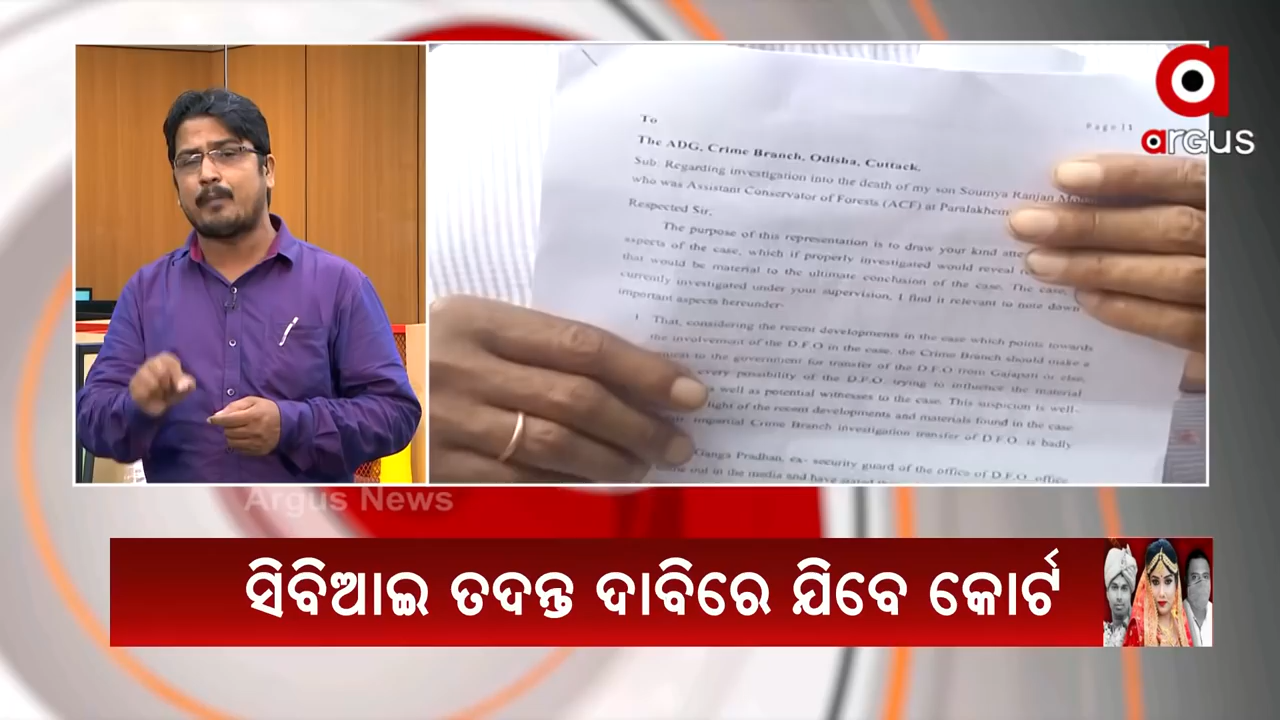 argus
Page | 1
To
The ADG, Crime Branch, Odisha, Cuttack.
Sub: Regarding investigation into the death of my son Soumya Ranjan
who was Assistant Conservator of Forests (ACF) at
Respected Sir,
The purpose of this representation is to draw your kind
aspects of the case, which if properly investigated would reveal
that would be material to the ultimate conclusion of the case. The case,
currently investigated under your supervision, I find it relevant to note down
important aspects hereunder-
1 That, considering the recent developments in the case which points towards
the involvement of the D.F.O in the case, the Crime Branch should make a
to the government for transfer of the D.F.O from Gajapati or else,
every possibility of the D.F.O. trying to influence the material
as well as potential witnesses to the case. This suspicion is well-
light of the recent developments and materials found in the case
impartial Crime Branch investigation transfer of D.F.O. is badly
Ganga Pradhan, ex- security guard of the office of D.F.O. office
out in the media and have stated
Argus News
ସିବିଆଇ ତଦନ୍ତ ଦାବିରେ ଯିବେ କୋର୍ଟ